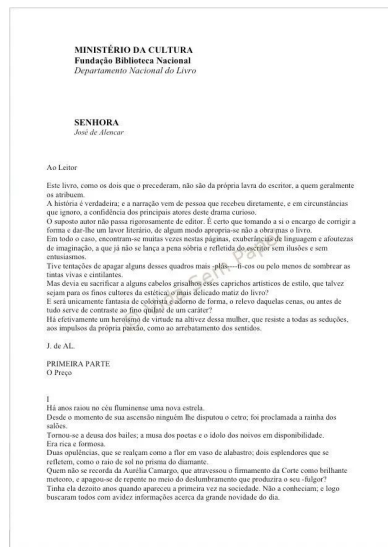 MINISTÉRIO DA CULTURA
Fundação Biblioteca Nacional
Departamento Nacional do Livro
SENHORA
José de Alencar
Ao Leitor
Este livro, como os dois que o precederam, não são da própria lavra do escritor, a quem geralmente
os atribuem.
A história é verdadeira; e a narração vem de pessoa que recebeu diretamente, e em circunstâncias
que ignoro, a confidência dos principais atores deste drama curioso.
O suposto autor não passa rigorosamente de editor. É certo que tomando a si o encargo de corrigir a
forma e dar-lhe um lavor literário, de algum modo apropria-se não a obra mas o livro.
Em todo o caso, encontram-se muitas vezes nestas páginas, exuberâncias de linguagem e afoutezas
de imaginação, a que já não se lança a pena sóbria e refletida do escritor sem ilusões e sem
entusiasmos.
Tive tentações de apagar alguns desses quadros mais plás----ti-cos ou pelo menos de sombrear as
tintas vivas e cintilantes.
Mas devia eu sacrificar a alguns cabelos grisalhos esses caprichos artísticos de estilo, que talvez
sejam para os finos cultores da estética, o mais delicado matiz do livro?
E será unicamente fantasia de colorista e adorno de forma, o relevo daquelas cenas, ou antes de
tudo serve de contraste ao fino quilate de um caráter?
Há efetivamente um heroísmo de virtude na altivez dessa mulher, que resiste a todas as seduções,
aos impulsos da própria paixão, como ao arrebatamento dos sentidos.
J. de AL.
PRIMEIRA PARTE
O Preço
I
Há anos raiou no céu fluminense uma nova estrela.
Desde o momento de sua ascensão ninguém lhe disputou o cetro; foi proclamada a rainha dos
salões.
Tornou-se a deusa dos bailes; a musa dos poetas e o ídolo dos noivos em disponibilidade.
Era rica e formosa.
Duas opulências, que se realçam como a flor em vaso de alabastro; dois esplendores que se
refletem, como o raio de sol no prisma do diamante.
Quem não se recorda da Aurélia Camargo, que atravessou o firmamento da Corte como brilhante
meteoro, e apagou-se de repente no meio do deslumbramento que produzira o seu -fulgor?
Tinha ela dezoito anos quando apareceu a primeira vez na sociedade. Não a conheciam; e logo
buscaram todos com avidez informações acerca da grande novidade do dia.
Sem Papel